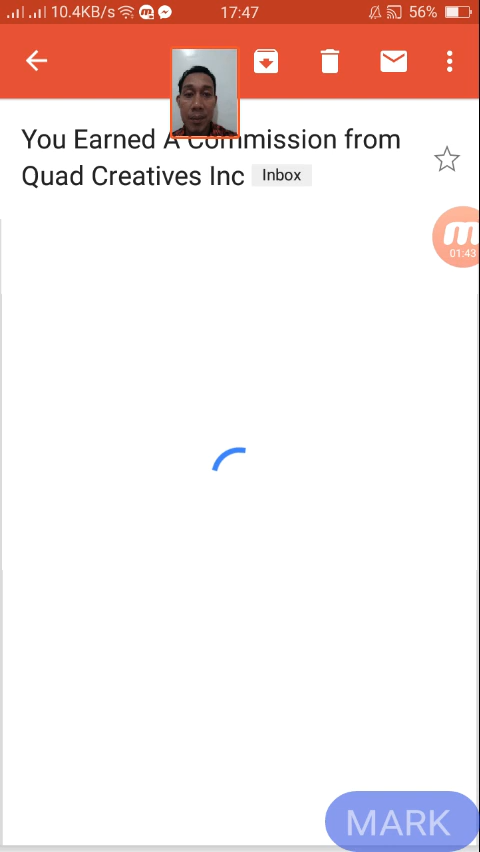 10.4KB/s 17:47 56%
You Earned A Commission from
Quad Creatives Inc Inbox
m
01:43
MARK